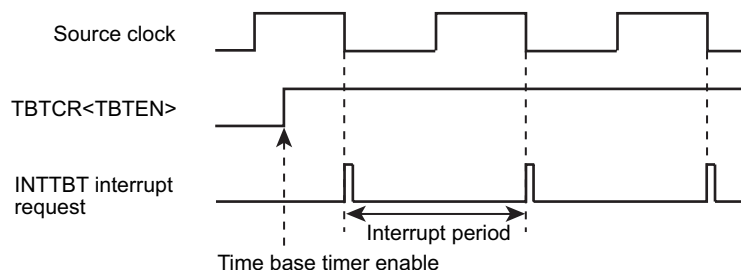 Source clock
TBTCR<TBTEN>
INTTBT interrupt
request
Interrupt period
Time base timer enable